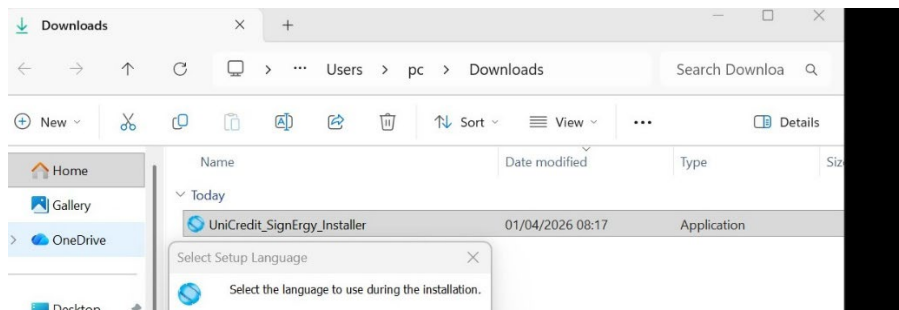 Downloads
Users > pc > Downloads
Search Downloa
New
Sort
View
Details
Home
Name
Date modified
Type
Siz
Today
Gallery
UniCredit_SignErgy_Installer
01/04/2026 08:17
Application
OneDrive
Select Setup Language
Select the language to use during the installation.
Desktop